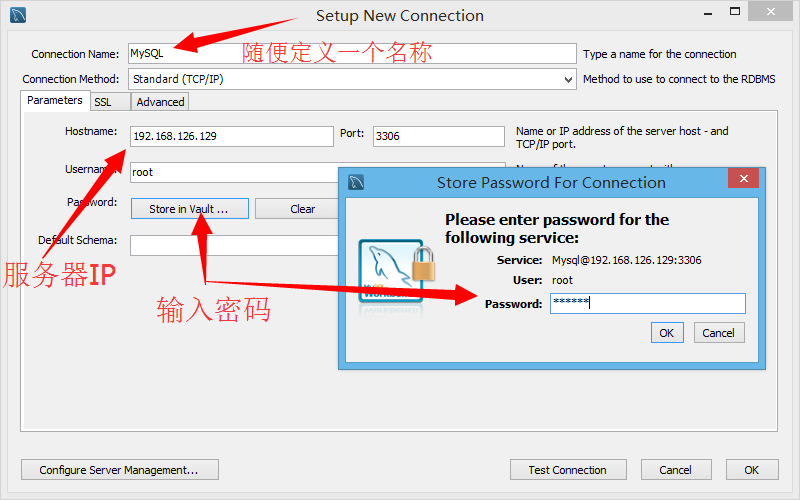 Setup New Connection
Connection Name: MySQL 随便定义一个名称 Type a name for the connection
Connection Method: Standard (TCP/IP) Method to use to connect to the RDBMS
Parameters SSL Advanced
Hostname: 192.168.126.129 Port: 3306 Name or IP address of the server host - and
TCP/IP port.
Username: root
Password: Store in Vault ... Clear
Default Schema:
服务器IP
输入密码
Store Password For Connection
Please enter password for the
following service:
Service: Mysql@192.168.126.129:3306
User: root
Password: ******
OK Cancel
Configure Server Management... Test Connection Cancel OK